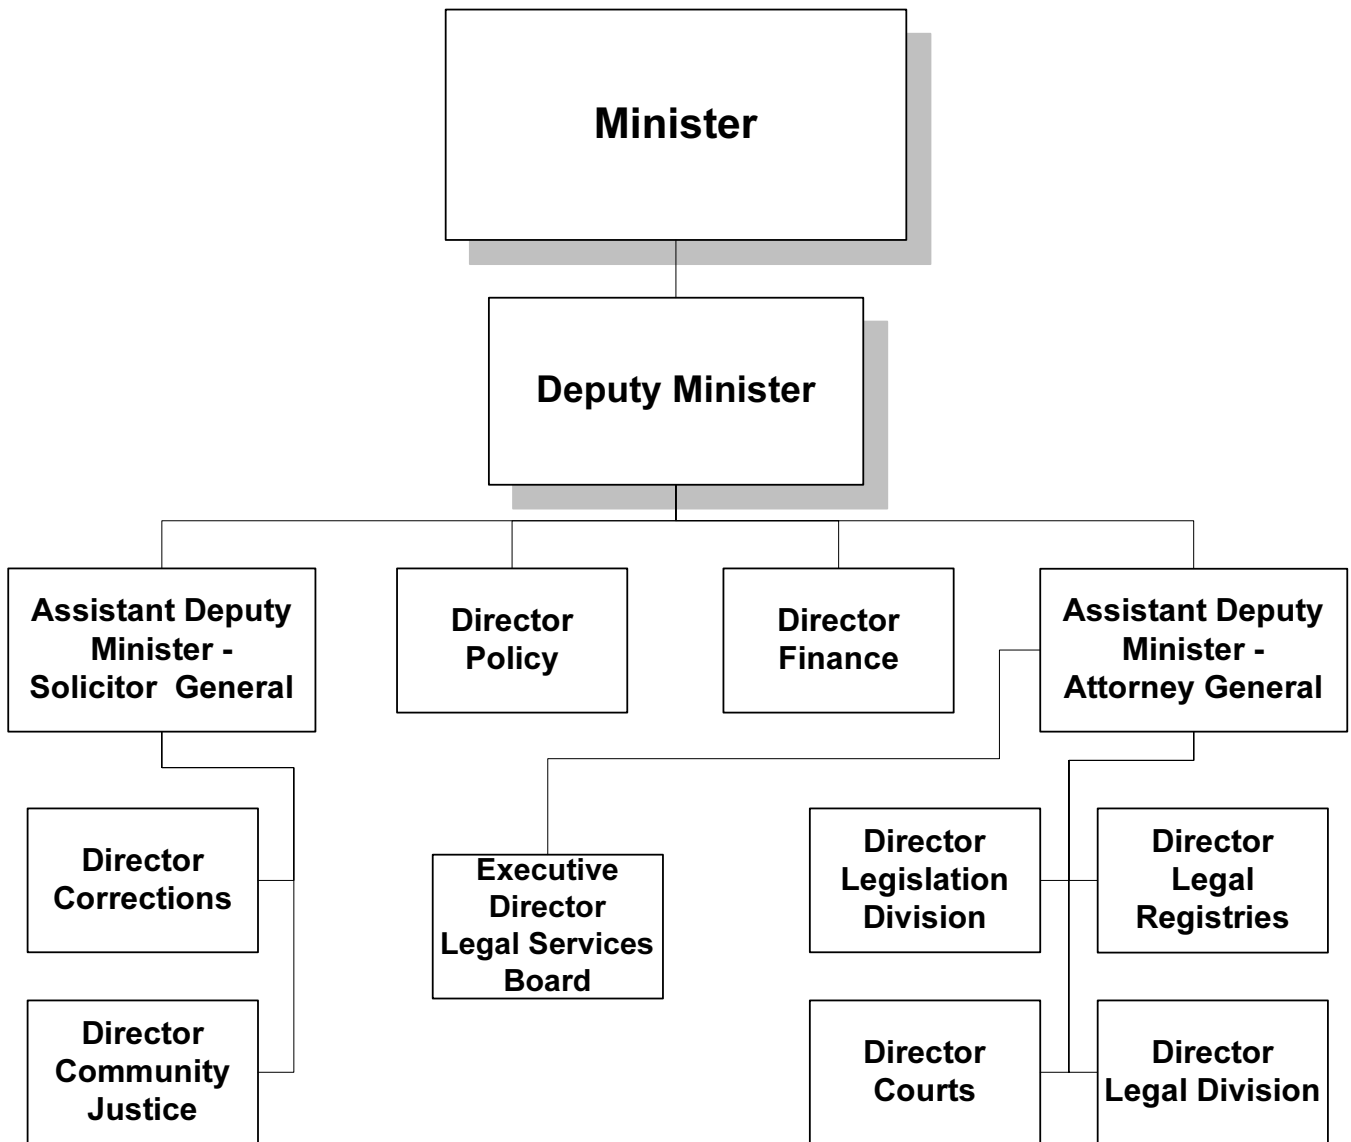 Minister
Deputy Minister
Assistant Deputy
Minister -
Solicitor General
Director
Policy
Director
Finance
Assistant Deputy
Minister -
Attorney General
Director
Corrections
Executive
Director
Legal Services
Board
Director
Legislation
Division
Director
Legal
Registries
Director
Community
Justice
Director
Courts
Director
Legal Division